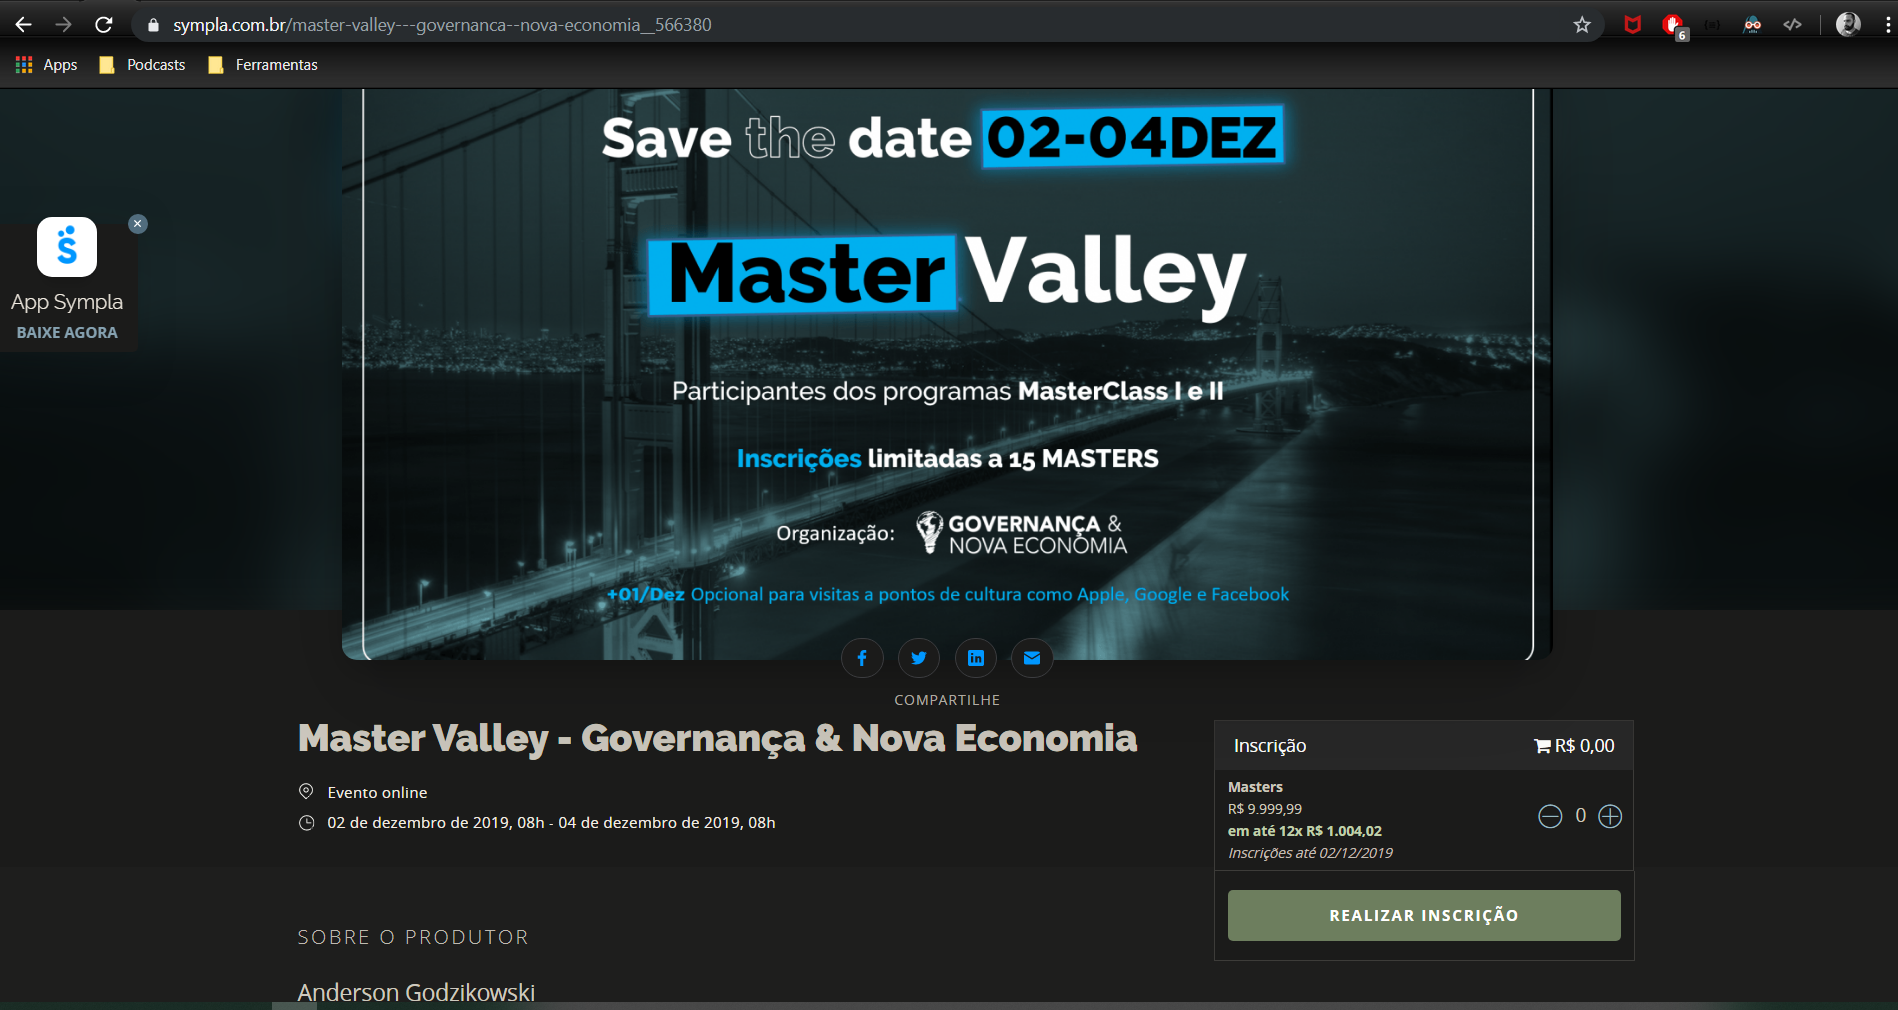 sympla.com.br/master-valley---governanca--nova-economia__566380
6
Apps
Podcasts
Ferramentas
Save the date 02-04DEZ
Master Valley
Participantes dos programas MasterClass I e II
Inscrições limitadas a 15 MASTERS
Organização:
GOVERNANÇA &
NOVA ECONOMIA
+01/Dez Opcional para visitas a pontos de cultura como Apple, Google e Facebook
S
App Sympla
BAIXE AGORA
COMPARTILHE
Master Valley - Governança & Nova Economia
Evento online
02 de dezembro de 2019, 08h - 04 de dezembro de 2019, 08h
SOBRE O PRODUTOR
Anderson Godzikowski
Inscrição
R$ 0,00
Masters
R$ 9.999,99
em até 12x R$ 1.004,02
Inscrições até 02/12/2019
0
REALIZAR INSCRIÇÃO